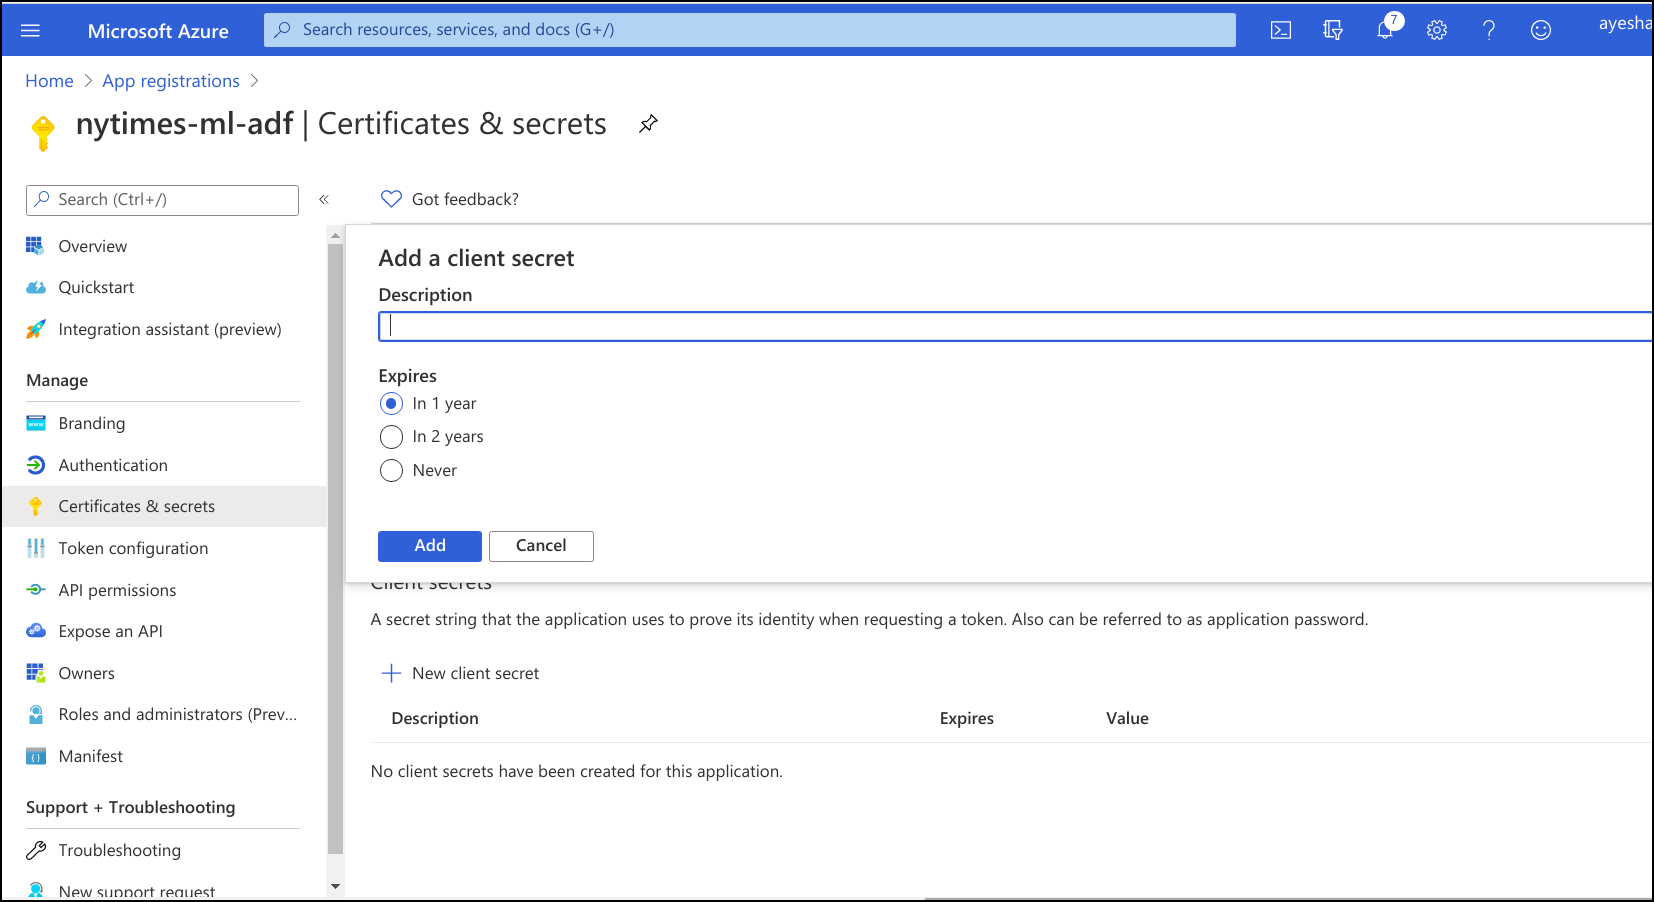 Microsoft Azure
Search resources, services, and docs (G+/)
7
ayesha
Home > App registrations >
nytimes-ml-adf | Certificates & secrets
Search (Ctrl+/)
«
Got feedback?
Overview
Quickstart
Integration assistant (preview)
Manage
Branding
Authentication
Certificates & secrets
Token configuration
API permissions
Expose an API
Owners
Roles and administrators (Prev...
Manifest
Support + Troubleshooting
Troubleshooting
New support request
Add a client secret
Description
Expires
In 1 year
In 2 years
Never
Add
Cancel
Client secrets
A secret string that the application uses to prove its identity when requesting a token. Also can be referred to as application password.
New client secret
Description Expires Value
No client secrets have been created for this application.